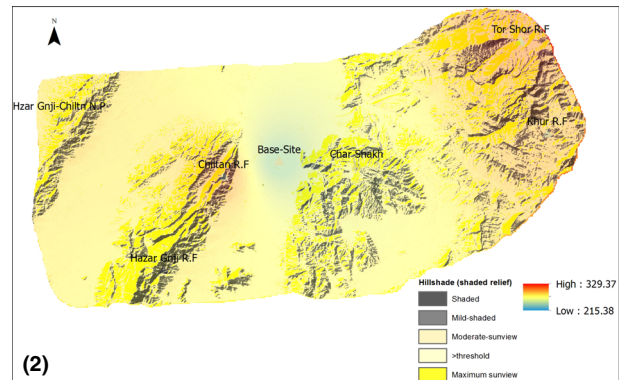 N
Tor Shor R.F
Hzar Gnji-Chiltn N.P
Khur R.F
Base-Site
Char Shakh
Chiltan R.F
Hazar Gnji R.F
Hillshade (shaded relief)
Shaded
Mild-shaded
Moderate-sunview
>threshold
Maximum sunview
High : 329.37
Low : 215.38
(2)